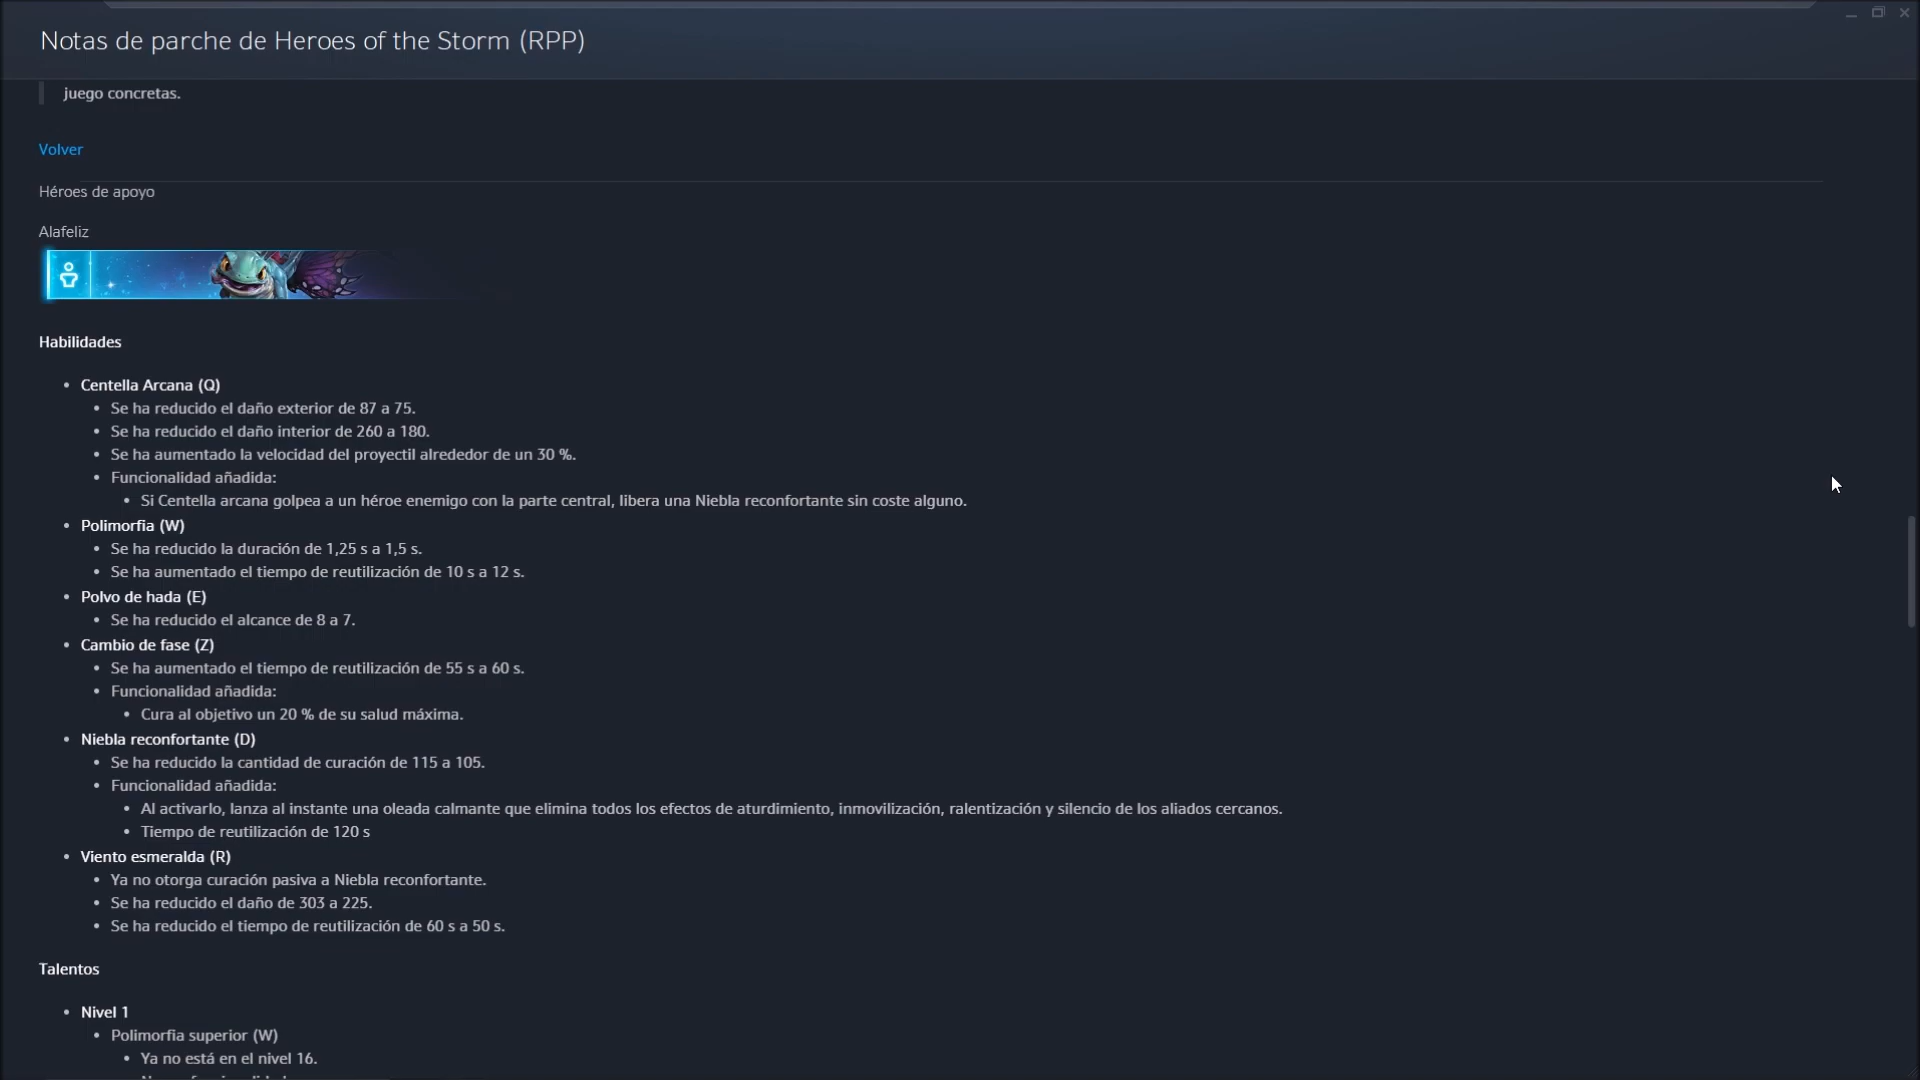 Notas de parche de Heroes of the Storm (RPP)
juego concretas.
Volver
Héroes de apoyo
Alafeliz
Habilidades
• Centella Arcana (Q)
• Se ha reducido el daño exterior de 87 a 75.
• Se ha reducido el daño interior de 260 a 180.
• Se ha aumentado la velocidad del proyectil alrededor de un 30 %.
• Funcionalidad añadida:
• Si Centella arcana golpea a un héroe enemigo con la parte central, libera una Niebla reconfortante sin coste alguno.
• Polimorfia (W)
• Se ha reducido la duración de 1,25 s a 1,5 s.
• Se ha aumentado el tiempo de reutilización de 10 s a 12 s.
• Polvo de hada (E)
• Se ha reducido el alcance de 8 a 7.
• Cambio de fase (Z)
• Se ha aumentado el tiempo de reutilización de 55 s a 60 s.
• Funcionalidad añadida:
• Cura al objetivo un 20 % de su salud máxima.
• Niebla reconfortante (D)
• Se ha reducido la cantidad de curación de 115 a 105.
• Funcionalidad añadida:
• Al activarlo, lanza al instante una oleada calmante que elimina todos los efectos de aturdimiento, inmovilización, ralentización y silencio de los aliados cercanos.
• Tiempo de reutilización de 120 s
• Viento esmeralda (R)
• Ya no otorga curación pasiva a Niebla reconfortante.
• Se ha reducido el daño de 303 a 225.
• Se ha reducido el tiempo de reutilización de 60 s a 50 s.
Talentos
• Nivel 1
• Polimorfia superior (W)
• Ya no está en el nivel 16.